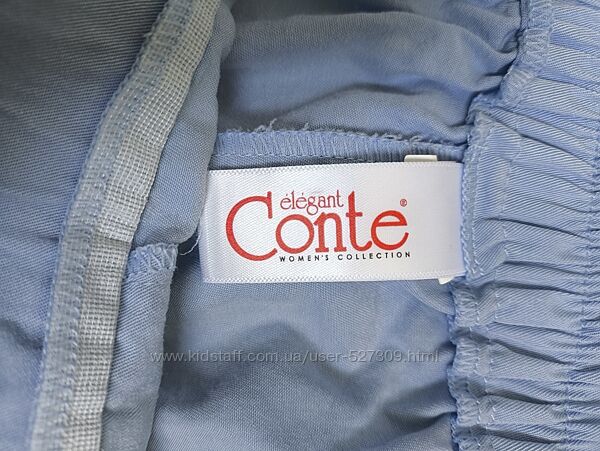 élégant
Conte®
WOMEN'S COLLECTION
www.kidstaff.com.ua/user-527309.html